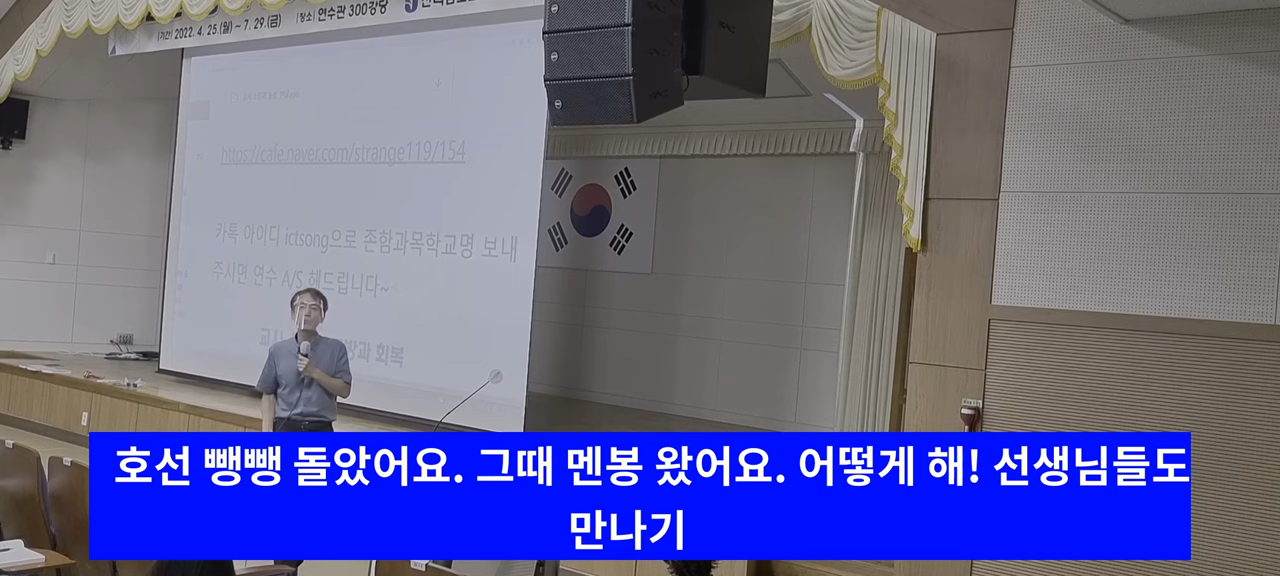 [기간] 2022. 4. 25.(월) ~ 7. 29.(금) [장소] 연수관 300강당
https://cafe.naver.com/strange119/154
카톡 아이디 ictsong으로 존함과목학교명 보내
주시면 연수 A/S 해드립니다~
회복
호선 뺑뺑 돌았어요. 그때 멘붕 왔어요. 어떻게 해! 선생님들도
만나기